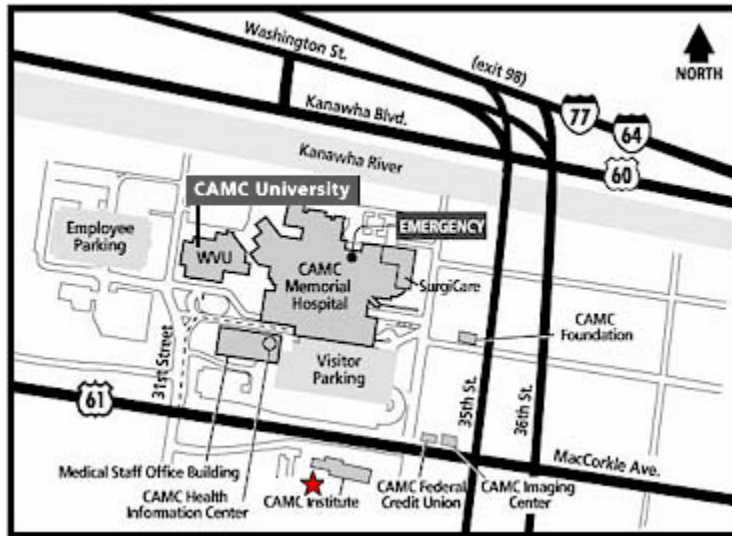 Washington St.
(exit 98)
NORTH
77
64
Kanawha Blvd.
60
Kanawha River
CAMC University
EMERGENCY
Employee
Parking
WVU
CAMC
Memorial
Hospital
SurgiCare
CAMC
Foundation
31st Street
Visitor
Parking
35th St.
36th St.
61
MacCorkle Ave.
Medical Staff Office Building
CAMC Health
Information Center
CAMC Institute
CAMC Federal
Credit Union
CAMC Imaging
Center